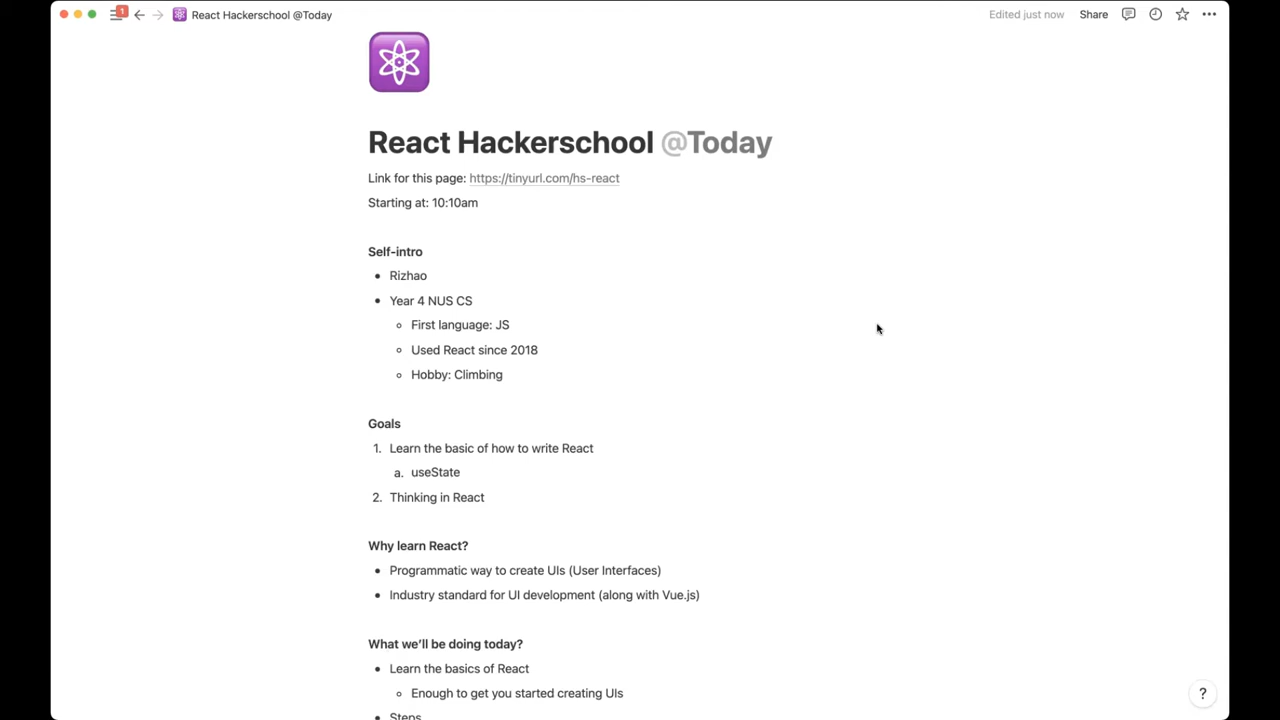 1
React Hackerschool @Today
Edited just now
Share
React Hackerschool @Today
Link for this page: https://tinyurl.com/hs-react
Starting at: 10:10am
Self-intro
• Rizhao
• Year 4 NUS CS
◦ First language: JS
◦ Used React since 2018
◦ Hobby: Climbing
Goals
1. Learn the basic of how to write React
a. useState
2. Thinking in React
Why learn React?
• Programmatic way to create UIs (User Interfaces)
• Industry standard for UI development (along with Vue.js)
What we'll be doing today?
• Learn the basics of React
◦ Enough to get you started creating UIs
• Steps
?